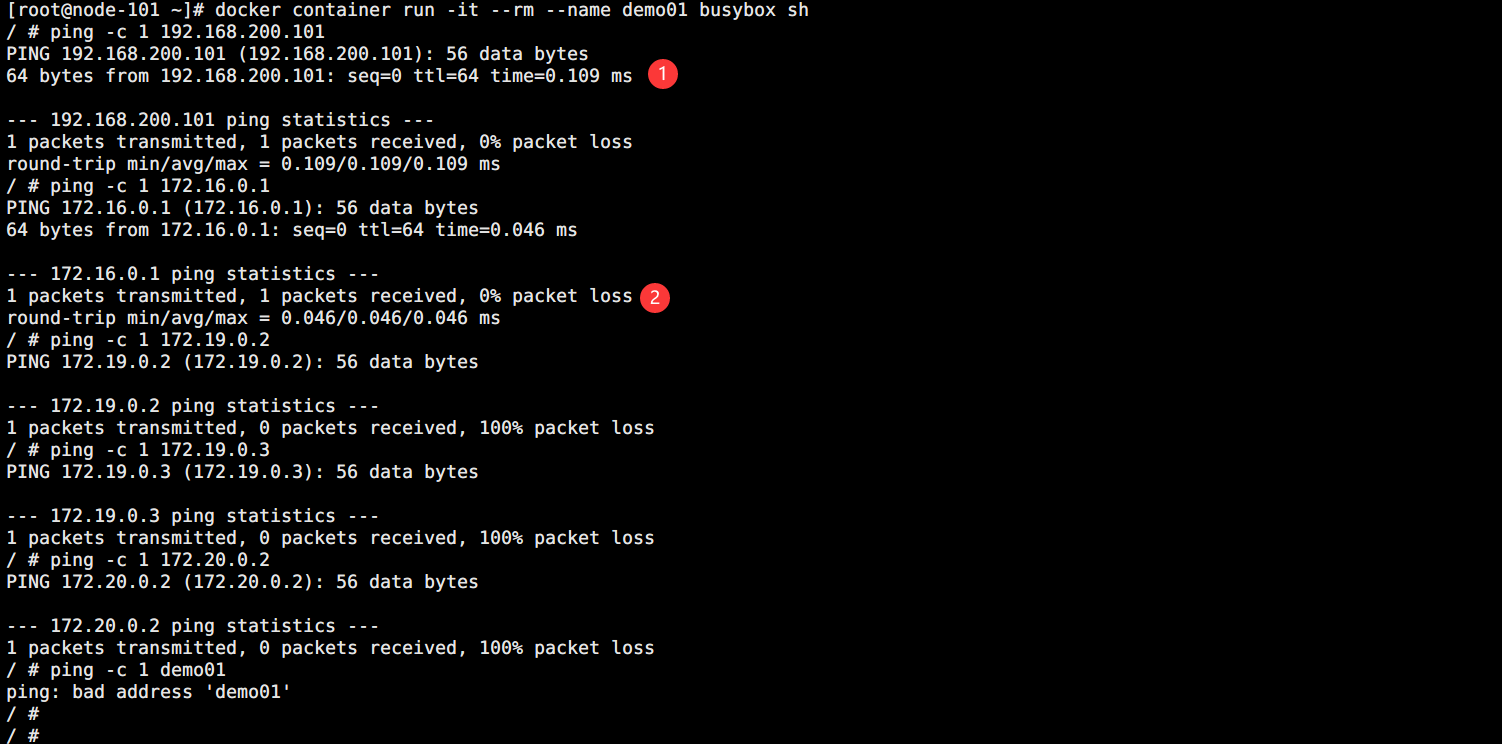 [root@node-101 ~]# docker container run -it --rm --name demo01 busybox sh
/ # ping -c 1 192.168.200.101
PING 192.168.200.101 (192.168.200.101): 56 data bytes
64 bytes from 192.168.200.101: seq=0 ttl=64 time=0.109 ms 1
--- 192.168.200.101 ping statistics ---
1 packets transmitted, 1 packets received, 0% packet loss
round-trip min/avg/max = 0.109/0.109/0.109 ms
/ # ping -c 1 172.16.0.1
PING 172.16.0.1 (172.16.0.1): 56 data bytes
64 bytes from 172.16.0.1: seq=0 ttl=64 time=0.046 ms
--- 172.16.0.1 ping statistics ---
1 packets transmitted, 1 packets received, 0% packet loss 2
round-trip min/avg/max = 0.046/0.046/0.046 ms
/ # ping -c 1 172.19.0.2
PING 172.19.0.2 (172.19.0.2): 56 data bytes
--- 172.19.0.2 ping statistics ---
1 packets transmitted, 0 packets received, 100% packet loss
/ # ping -c 1 172.19.0.3
PING 172.19.0.3 (172.19.0.3): 56 data bytes
--- 172.19.0.3 ping statistics ---
1 packets transmitted, 0 packets received, 100% packet loss
/ # ping -c 1 172.20.0.2
PING 172.20.0.2 (172.20.0.2): 56 data bytes
--- 172.20.0.2 ping statistics ---
1 packets transmitted, 0 packets received, 100% packet loss
/ # ping -c 1 demo01
ping: bad address 'demo01'
/ #
/ #